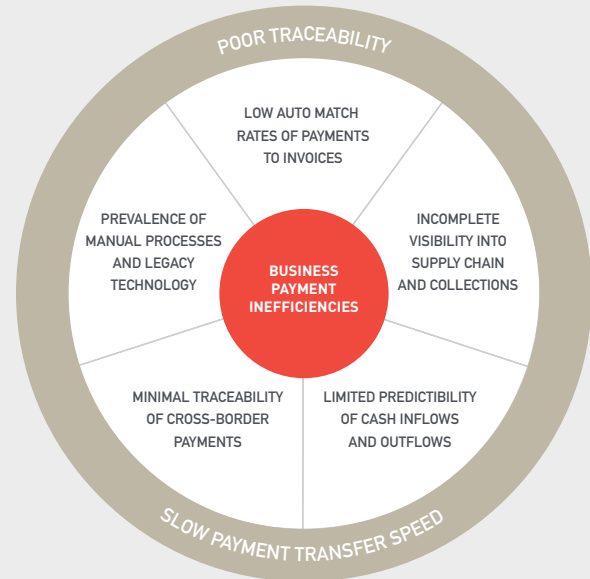 POOR TRACEABILITY
LOW AUTO MATCH
RATES OF PAYMENTS
TO INVOICES
PREVALENCE OF
MANUAL PROCESSES
AND LEGACY
TECHNOLOGY
INCOMPLETE
VISIBILITY INTO
SUPPLY CHAIN
AND COLLECTIONS
BUSINESS
PAYMENT
INEFFICIENCIES
MINIMAL TRACEABILITY
OF CROSS-BORDER
PAYMENTS
LIMITED PREDICTIBILITY
OF CASH INFLOWS
AND OUTFLOWS
SLOW PAYMENT TRANSFER SPEED